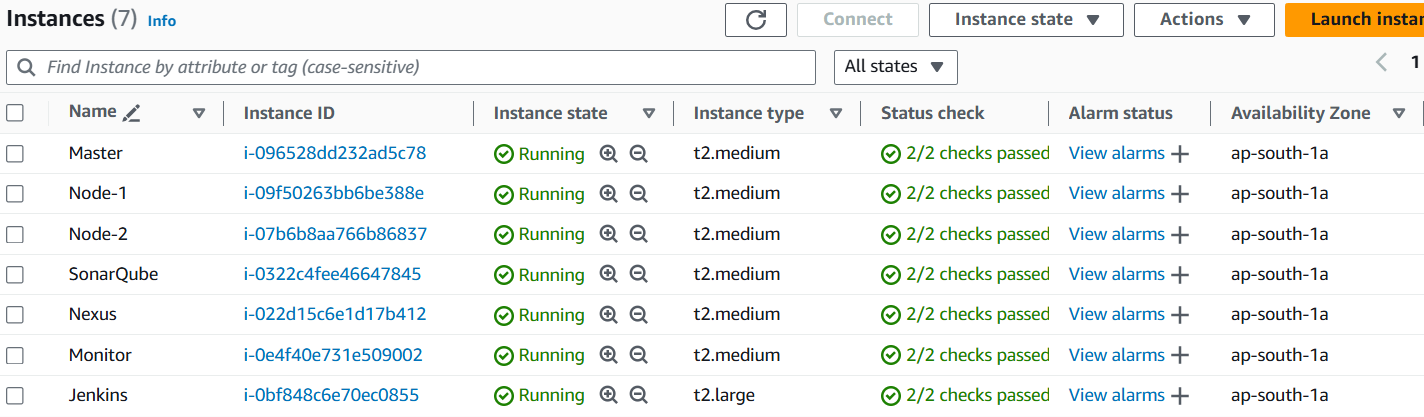 Instances (7) Info Connect Instance state Actions Launch instan
Find Instance by attribute or tag (case-sensitive) All states 1
Name Instance ID Instance state Instance type Status check Alarm status Availability Zone
Master i-096528dd232ad5c78 Running t2.medium 2/2 checks passed View alarms + ap-south-1a
Node-1 i-09f50263bb6be388e Running t2.medium 2/2 checks passed View alarms + ap-south-1a
Node-2 i-07b6b8aa766b86837 Running t2.medium 2/2 checks passed View alarms + ap-south-1a
SonarQube i-0322c4fee46647845 Running t2.medium 2/2 checks passed View alarms + ap-south-1a
Nexus i-022d15c6e1d17b412 Running t2.medium 2/2 checks passed View alarms + ap-south-1a
Monitor i-0e4f40e731e509002 Running t2.medium 2/2 checks passed View alarms + ap-south-1a
Jenkins i-0bf848c6e70ec0855 Running t2.large 2/2 checks passed View alarms + ap-south-1a